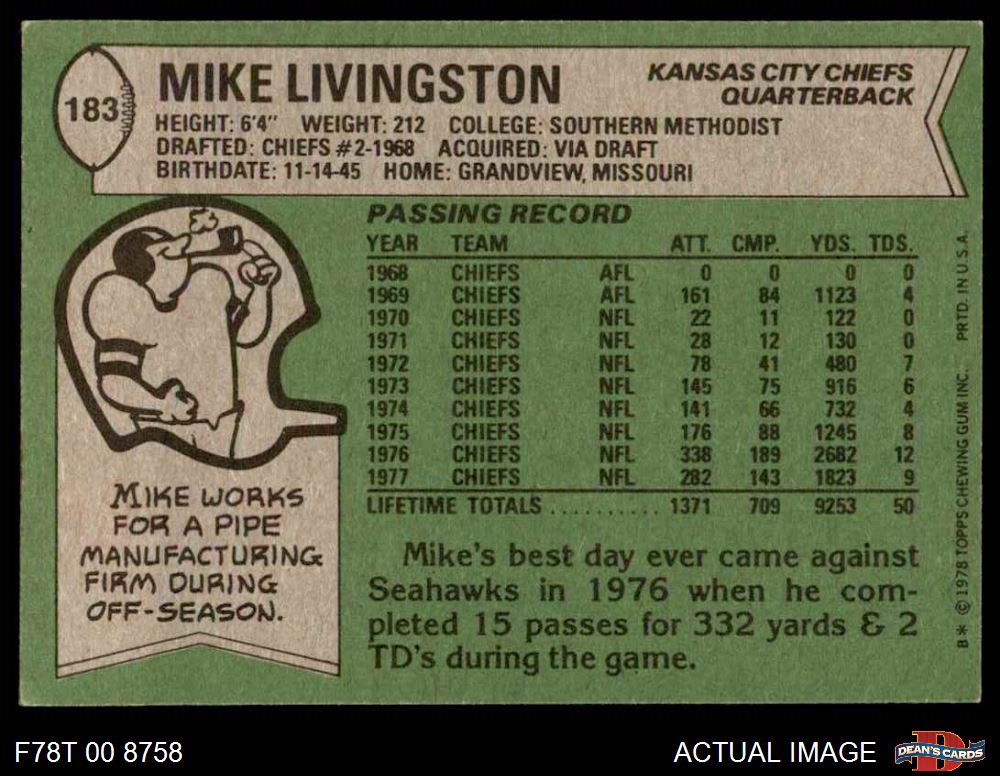 183
MIKE LIVINGSTON
KANSAS CITY CHIEFS
QUARTERBACK
HEIGHT: 6'4" WEIGHT: 212 COLLEGE: SOUTHERN METHODIST
DRAFTED: CHIEFS #2-1968 ACQUIRED: VIA DRAFT
BIRTHDATE: 11-14-45 HOME: GRANDVIEW, MISSOURI
PASSING RECORD
YEAR TEAM ATT. CMP. YDS. TDS.
1968 CHIEFS AFL 0 0 0 0
1969 CHIEFS AFL 161 84 1123 4
1970 CHIEFS NFL 22 11 122 0
1971 CHIEFS NFL 28 12 130 0
1972 CHIEFS NFL 78 41 480 7
1973 CHIEFS NFL 145 75 916 6
1974 CHIEFS NFL 141 66 732 4
1975 CHIEFS NFL 176 88 1245 8
1976 CHIEFS NFL 338 189 2682 12
1977 CHIEFS NFL 282 143 1823 9
LIFETIME TOTALS .......... 1371 709 9253 50
MIKE WORKS
FOR A PIPE
MANUFACTURING
FIRM DURING
OFF-SEASON.
Mike's best day ever came against
Seahawks in 1976 when he com-
pleted 15 passes for 332 yards & 2
TD's during the game.
B* © 1978 TOPPS CHEWING GUM INC. PRTD. IN U.S.A.
F78T 00 8758
ACTUAL IMAGE
DEAN'S CARDS